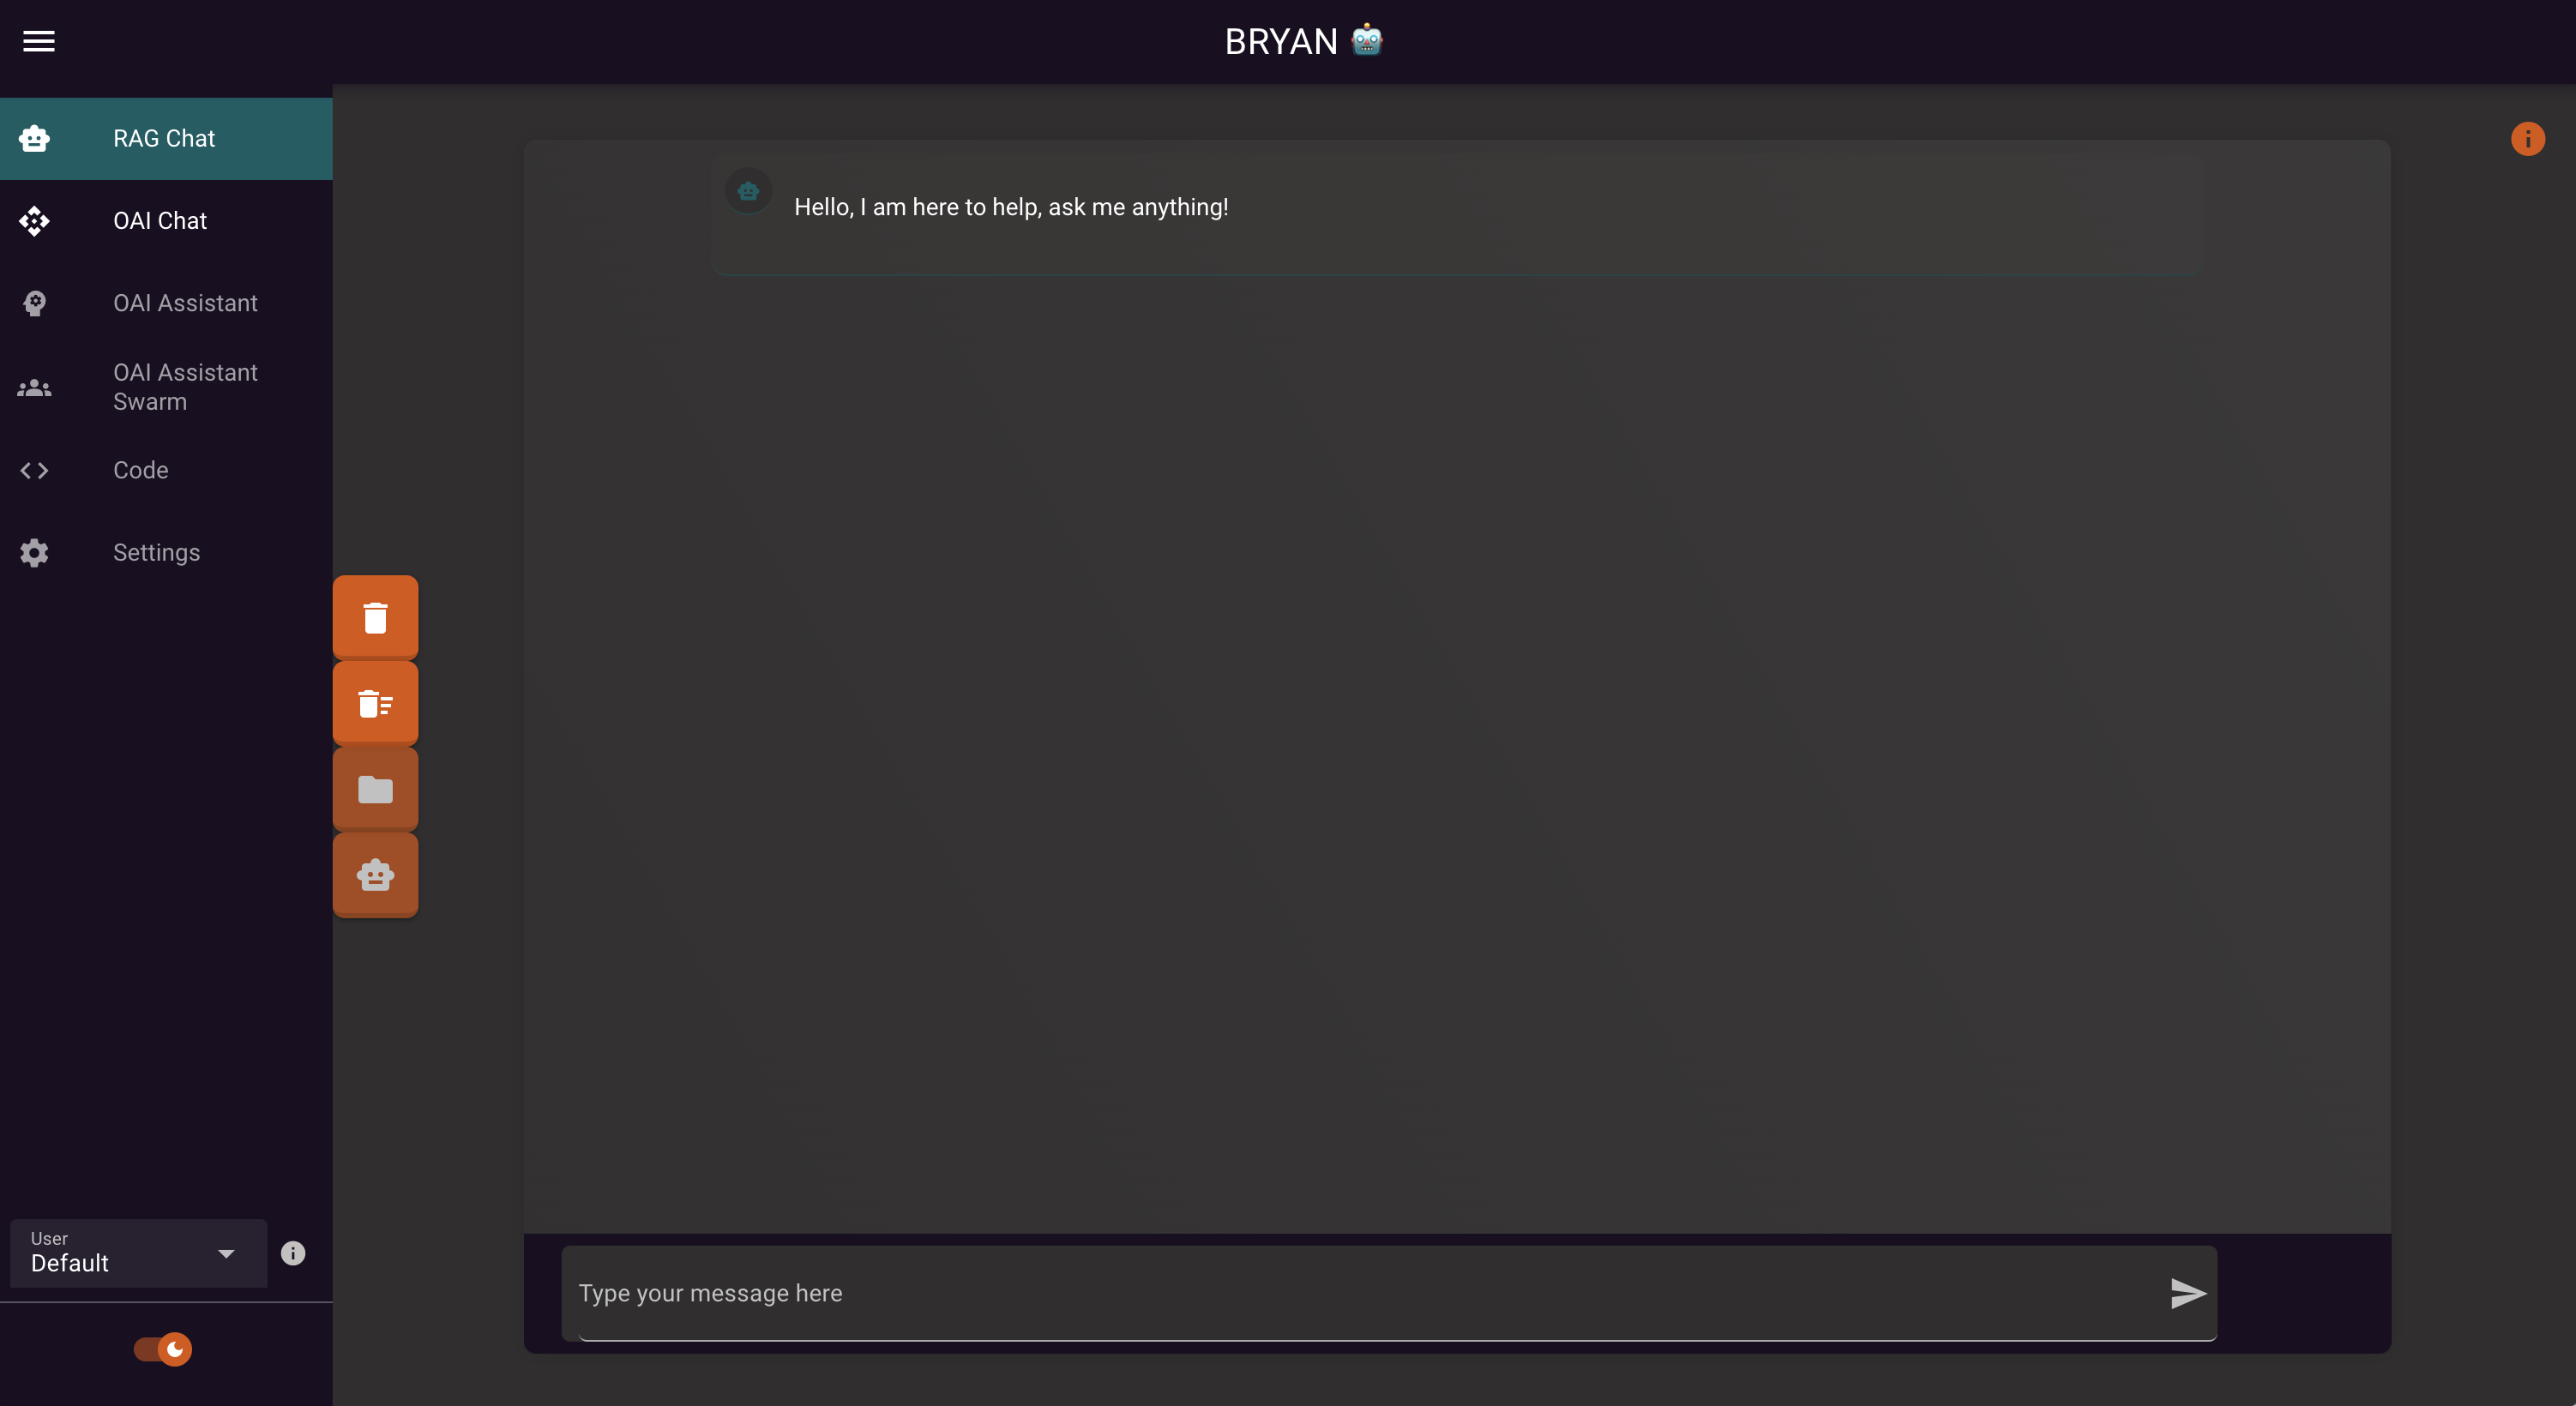 BRYAN 🤖
RAG Chat
OAI Chat
OAI Assistant
OAI Assistant
Swarm
Code
Settings
Hello, I am here to help, ask me anything!
User
Default
Type your message here